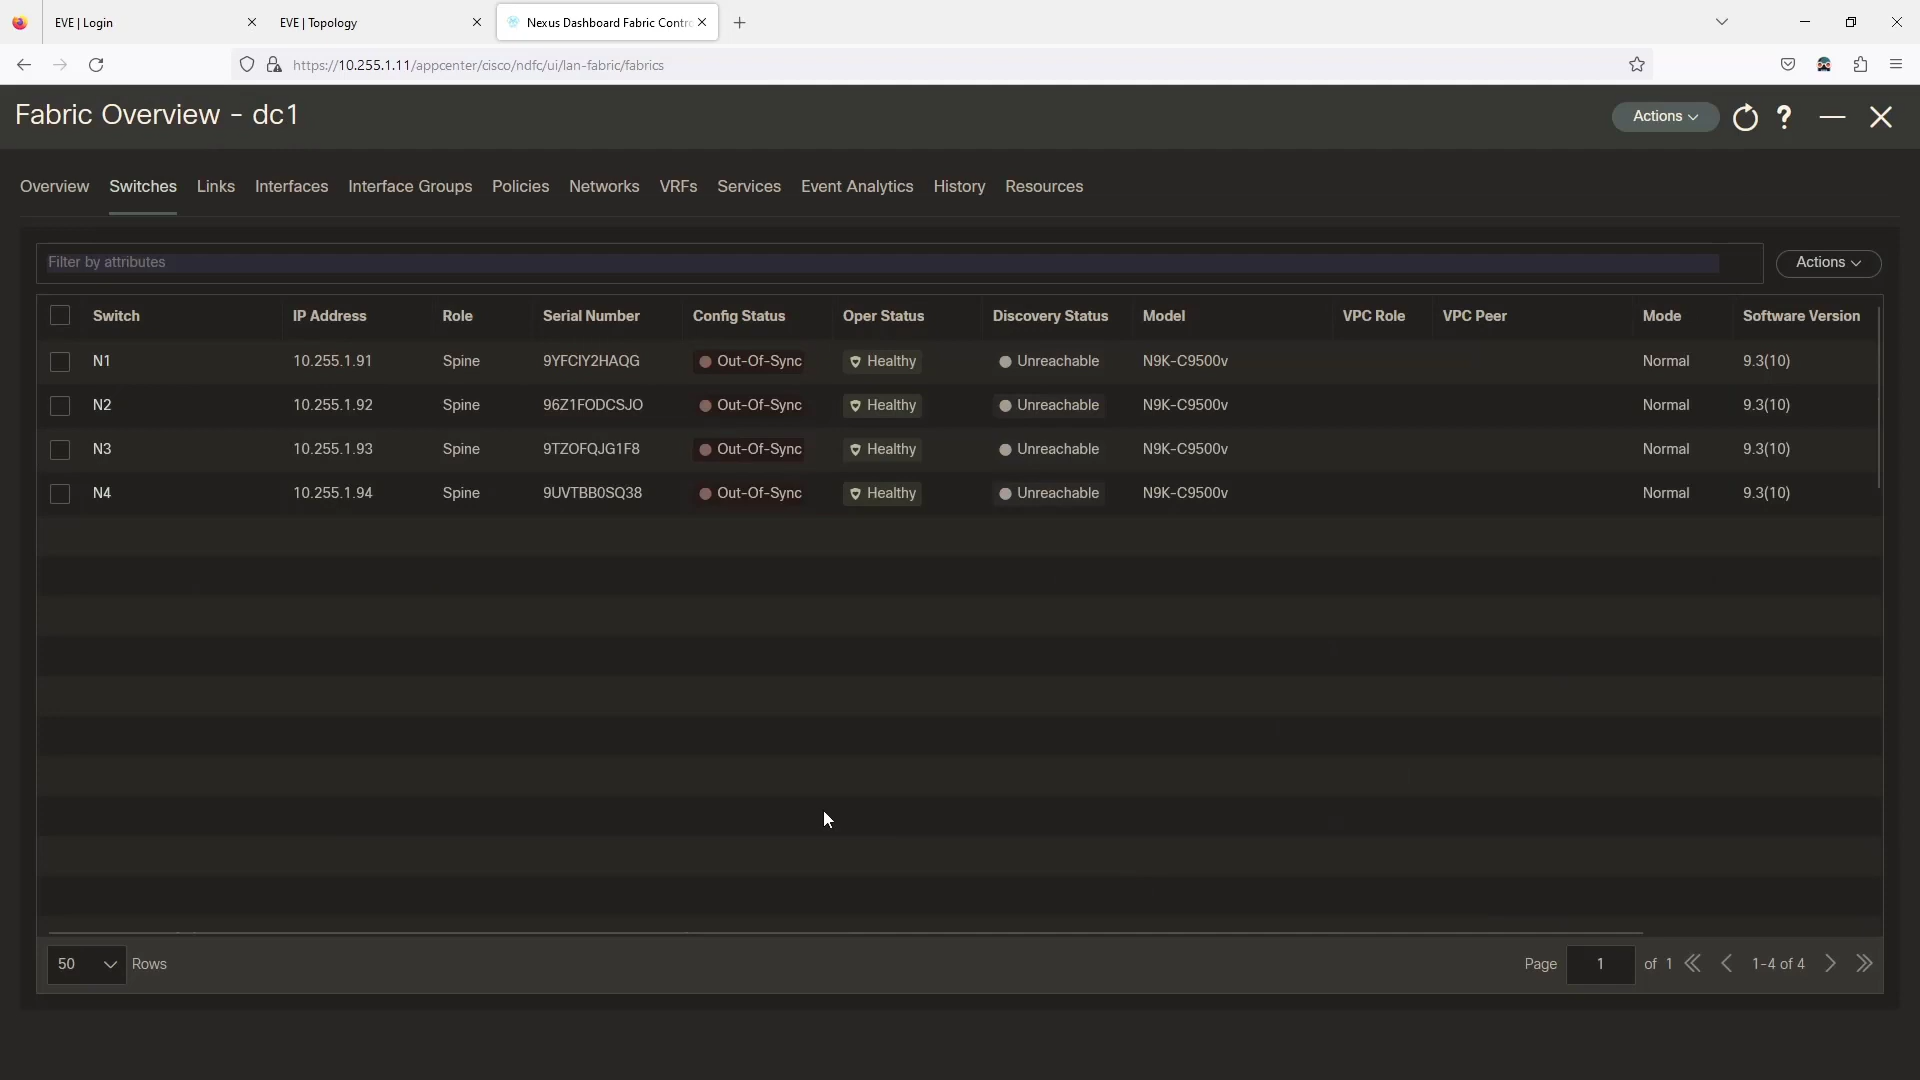 EVE | Login
EVE | Topology
Nexus Dashboard Fabric Contr
https://10.255.1.11/appcenter/cisco/ndfc/ui/lan-fabric/fabrics
Fabric Overview - dc1
Actions
?
Overview Switches Links Interfaces Interface Groups Policies Networks VRFs Services Event Analytics History Resources
Filter by attributes
Actions
Switch IP Address Role Serial Number Config Status Oper Status Discovery Status Model VPC Role VPC Peer Mode Software Version
N1 10.255.1.91 Spine 9YFCIY2HAQG Out-Of-Sync Healthy Unreachable N9K-C9500v Normal 9.3(10)
N2 10.255.1.92 Spine 96Z1FODCSJO Out-Of-Sync Healthy Unreachable N9K-C9500v Normal 9.3(10)
N3 10.255.1.93 Spine 9TZOFQJG1F8 Out-Of-Sync Healthy Unreachable N9K-C9500v Normal 9.3(10)
N4 10.255.1.94 Spine 9UVTBB0SQ38 Out-Of-Sync Healthy Unreachable N9K-C9500v Normal 9.3(10)
50 Rows
Page 1 of 1 1-4 of 4